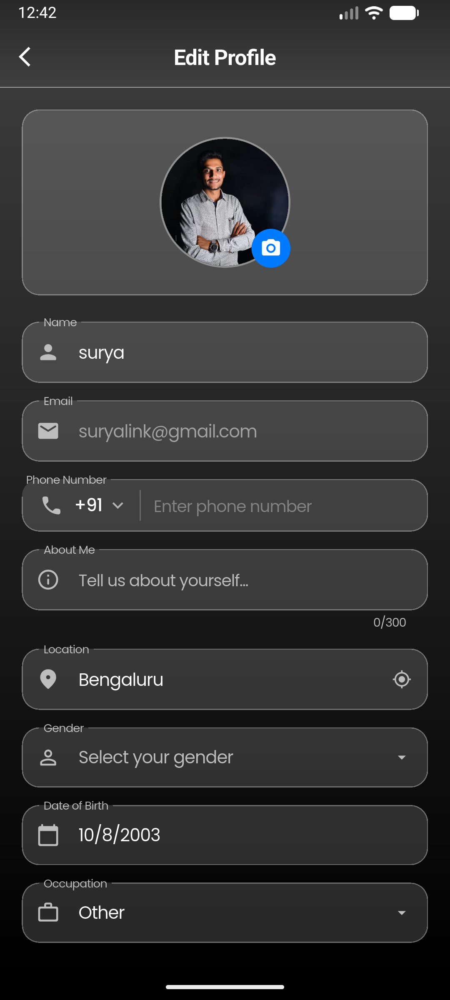 12:42
Edit Profile
Name
surya
Email
suryalink@gmail.com
Phone Number
+91
Enter phone number
About Me
Tell us about yourself...
0/300
Location
Bengaluru
Gender
Select your gender
Date of Birth
10/8/2003
Occupation
Other